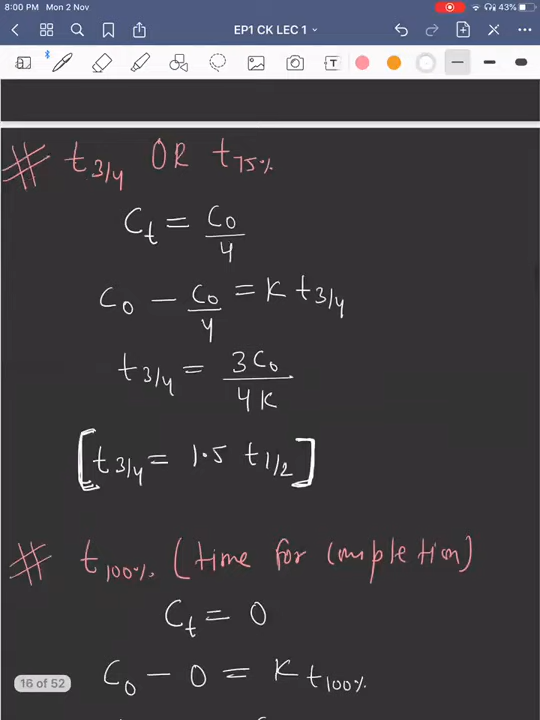 8:00 PM Mon 2 Nov 43%
EP1 CK LEC 1
# t3/4 OR t75%
Ct = C0/4
C0 - C0/4 = K t3/4
t3/4 = 3C0/4K
[t3/4 = 1.5 t1/2]
# t100% (time for completion)
Ct = 0
C0 - 0 = K t100%
16 of 52